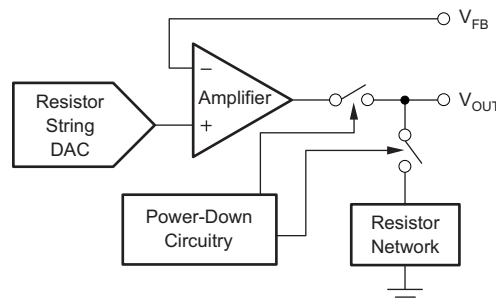 V_FB
Resistor
String
DAC
−
Amplifier
+
V_OUT
Power-Down
Circuitry
Resistor
Network